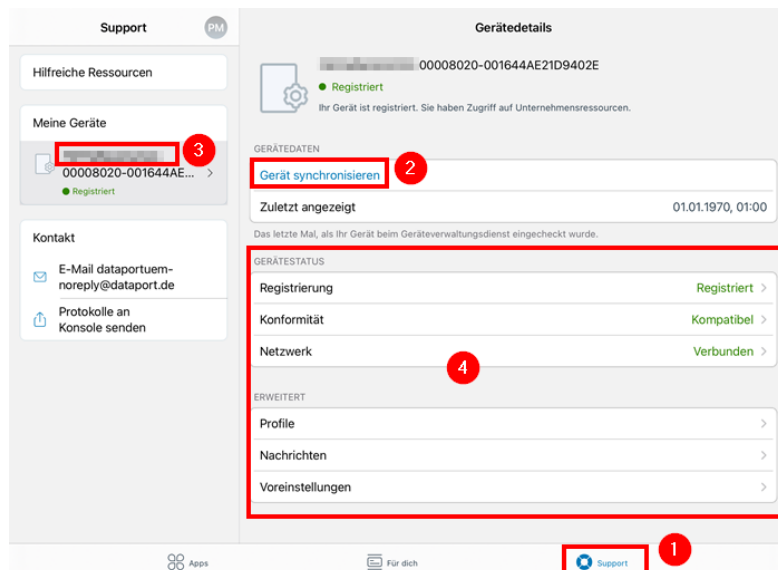 Support
PM
Hilfreiche Ressourcen
Meine Geräte
3
00008020-001644AE...
Registriert
Kontakt
E-Mail dataportuem-
noreply@dataport.de
Protokolle an
Konsole senden
Gerätedetails
00008020-001644AE21D9402E
Registriert
Ihr Gerät ist registriert. Sie haben Zugriff auf Unternehmensressourcen.
GERÄTEDATEN
Gerät synchronisieren
2
Zuletzt angezeigt 01.01.1970, 01:00
Das letzte Mal, als Ihr Gerät beim Geräteverwaltungsdienst eingecheckt wurde.
GERÄTESTATUS
Registrierung Registriert
Konformität Kompatibel
Netzwerk Verbunden
4
ERWEITERT
Profile
Nachrichten
Voreinstellungen
Apps
Für dich
Support
1